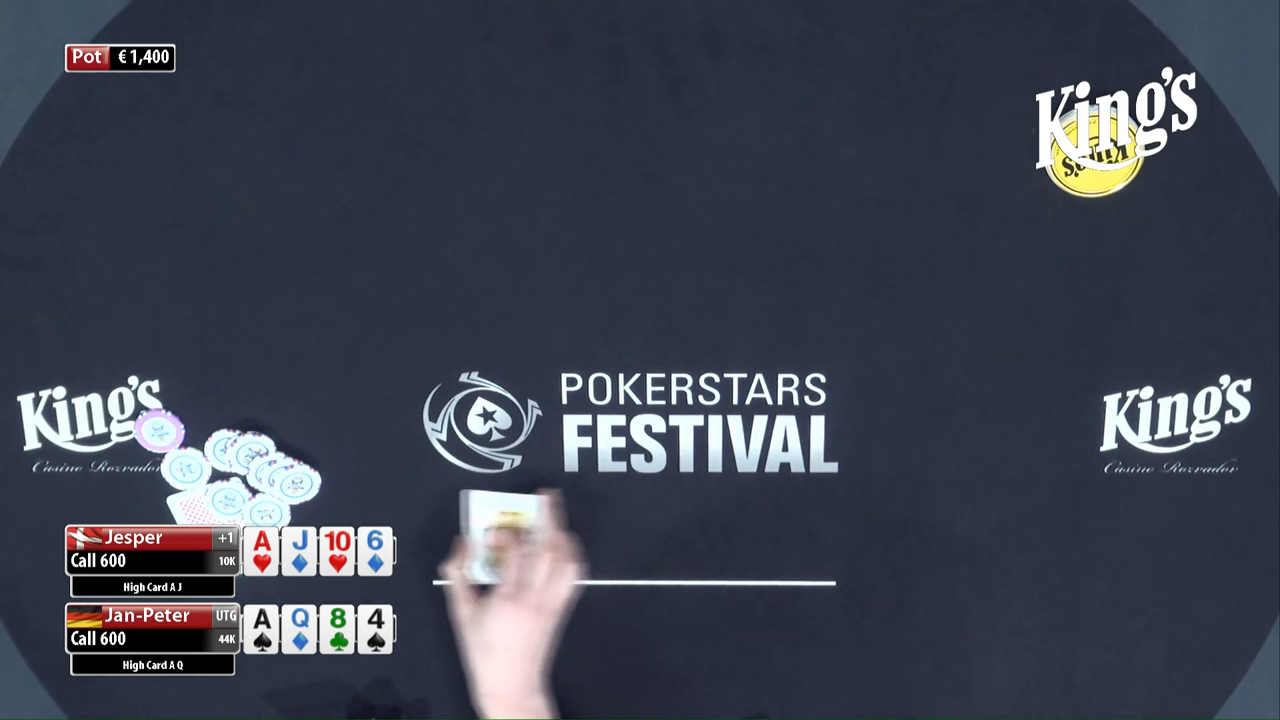 Pot € 1,400
King's
King's
King's
Casino Rozvadov
POKERSTARS
FESTIVAL
King's
Casino Rozvadov
Jesper +1
A J 10 6
Call 600 10K
High Card A J
Jan-Peter UTG
A Q 8 4
Call 600 44K
High Card A Q